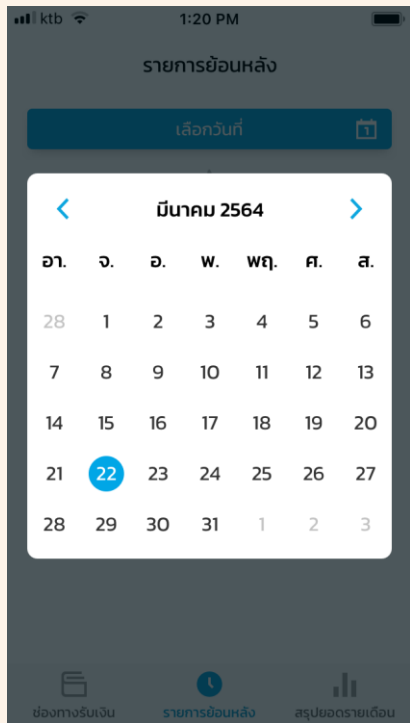 ktb 1:20 PM
รายการย้อนหลัง
เลือกวันที่ 1
มีนาคม 2564
อา. จ. อ. พ. พฤ. ศ. ส.
28 1 2 3 4 5 6
7 8 9 10 11 12 13
14 15 16 17 18 19 20
21 22 23 24 25 26 27
28 29 30 31 1 2 3
ช่องทางรับเงิน รายการย้อนหลัง สรุปยอดรายเดือน